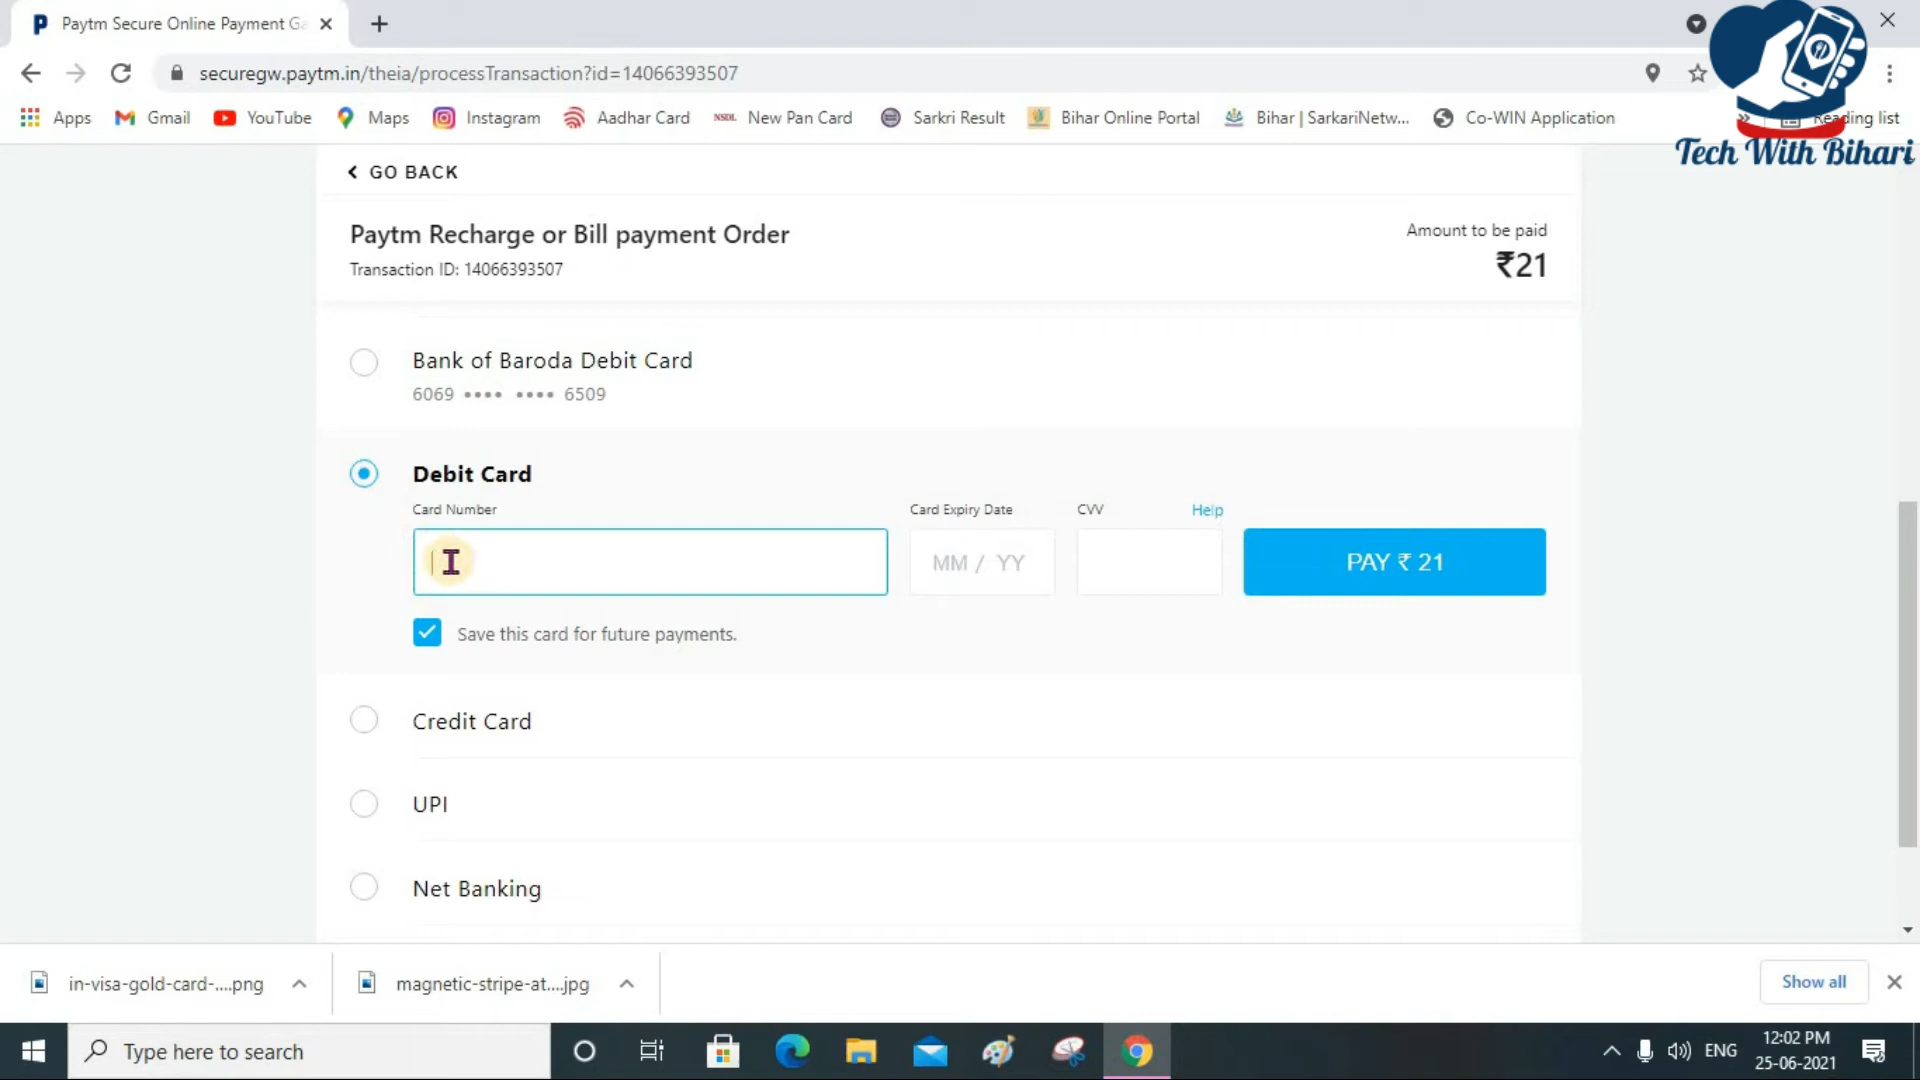 Paytm Secure Online Payment Ga
securegw.paytm.in/theia/processTransaction?id=14066393507
Apps Gmail YouTube Maps Instagram Aadhar Card NSDL New Pan Card Sarkri Result Bihar Online Portal Bihar | SarkariNetw... Co-WIN Application » Reading list
Tech With Bihari
GO BACK
Paytm Recharge or Bill payment Order
Transaction ID: 14066393507
Amount to be paid
₹21
Bank of Baroda Debit Card
6069 •••• •••• 6509
Debit Card
Card Number Card Expiry Date CVV Help
MM / YY PAY ₹ 21
Save this card for future payments.
Credit Card
UPI
Net Banking
in-visa-gold-card-....png magnetic-stripe-at....jpg Show all
Type here to search ENG 12:02 PM
25-06-2021